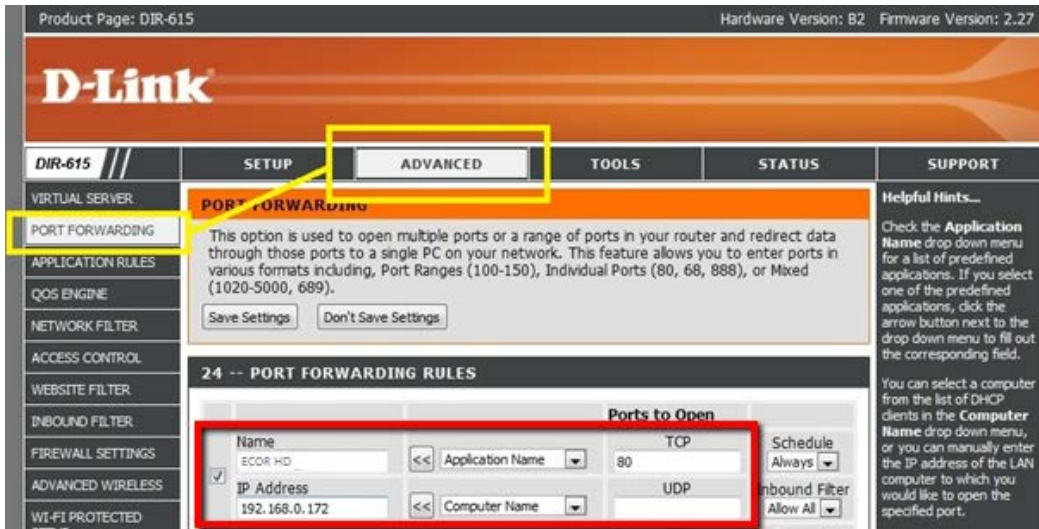 Product Page: DIR-615
Hardware Version: B2 Firmware Version: 2.27
D-Link
DIR-615
SETUP
ADVANCED
TOOLS
STATUS
SUPPORT
VIRTUAL SERVER
PORT FORWARDING
APPLICATION RULES
QOS ENGINE
NETWORK FILTER
ACCESS CONTROL
WEBSITE FILTER
INBOUND FILTER
FIREWALL SETTINGS
ADVANCED WIRELESS
WI-FI PROTECTED
PORT FORWARDING
This option is used to open multiple ports or a range of ports in your router and redirect data
through those ports to a single PC on your network. This feature allows you to enter ports in
various formats including, Port Ranges (100-150), Individual Ports (80, 68, 888), or Mixed
(1020-5000, 689).
Save Settings
Don't Save Settings
24 -- PORT FORWARDING RULES
Ports to Open
Name
TCP
Schedule
ECOR HD
<<
Application Name
80
Always
IP Address
UDP
Inbound Filter
192.168.0.172
<<
Computer Name
Allow All
Helpful Hints...
Check the Application
Name drop down menu
for a list of predefined
applications. If you select
one of the predefined
applications, click the
arrow button next to the
drop down menu to fill out
the corresponding field.
You can select a computer
from the list of DHCP
clients in the Computer
Name drop down menu,
or you can manually enter
the IP address of the LAN
computer to which you
would like to open the
specified port.